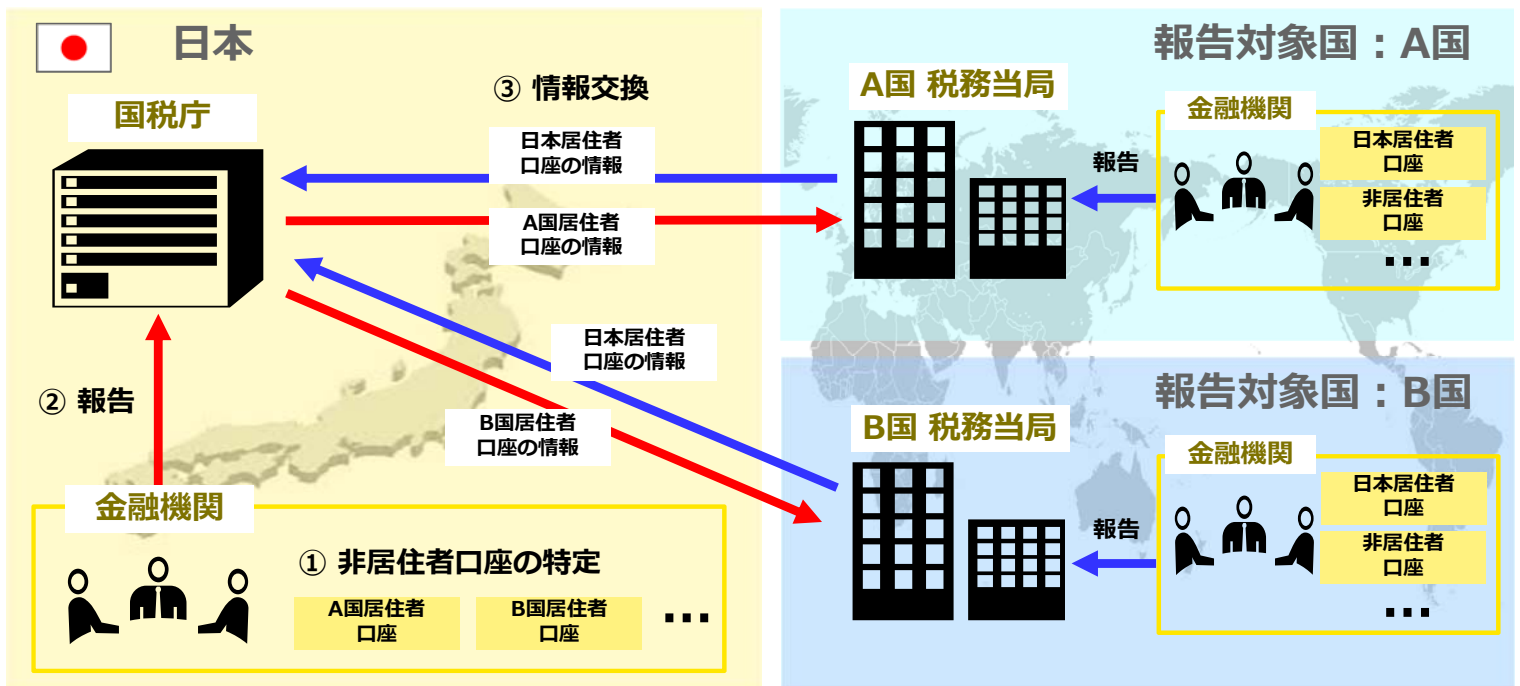 日本
国税庁
③ 情報交換
日本居住者
口座の情報
A国居住者
口座の情報
日本居住者
口座の情報
B国居住者
口座の情報
② 報告
金融機関
① 非居住者口座の特定
A国居住者
口座
B国居住者
口座
...
報告対象国：A国
A国 税務当局
報告
金融機関
日本居住者
口座
非居住者
口座
...
報告対象国：B国
B国 税務当局
報告
金融機関
日本居住者
口座
非居住者
口座
...